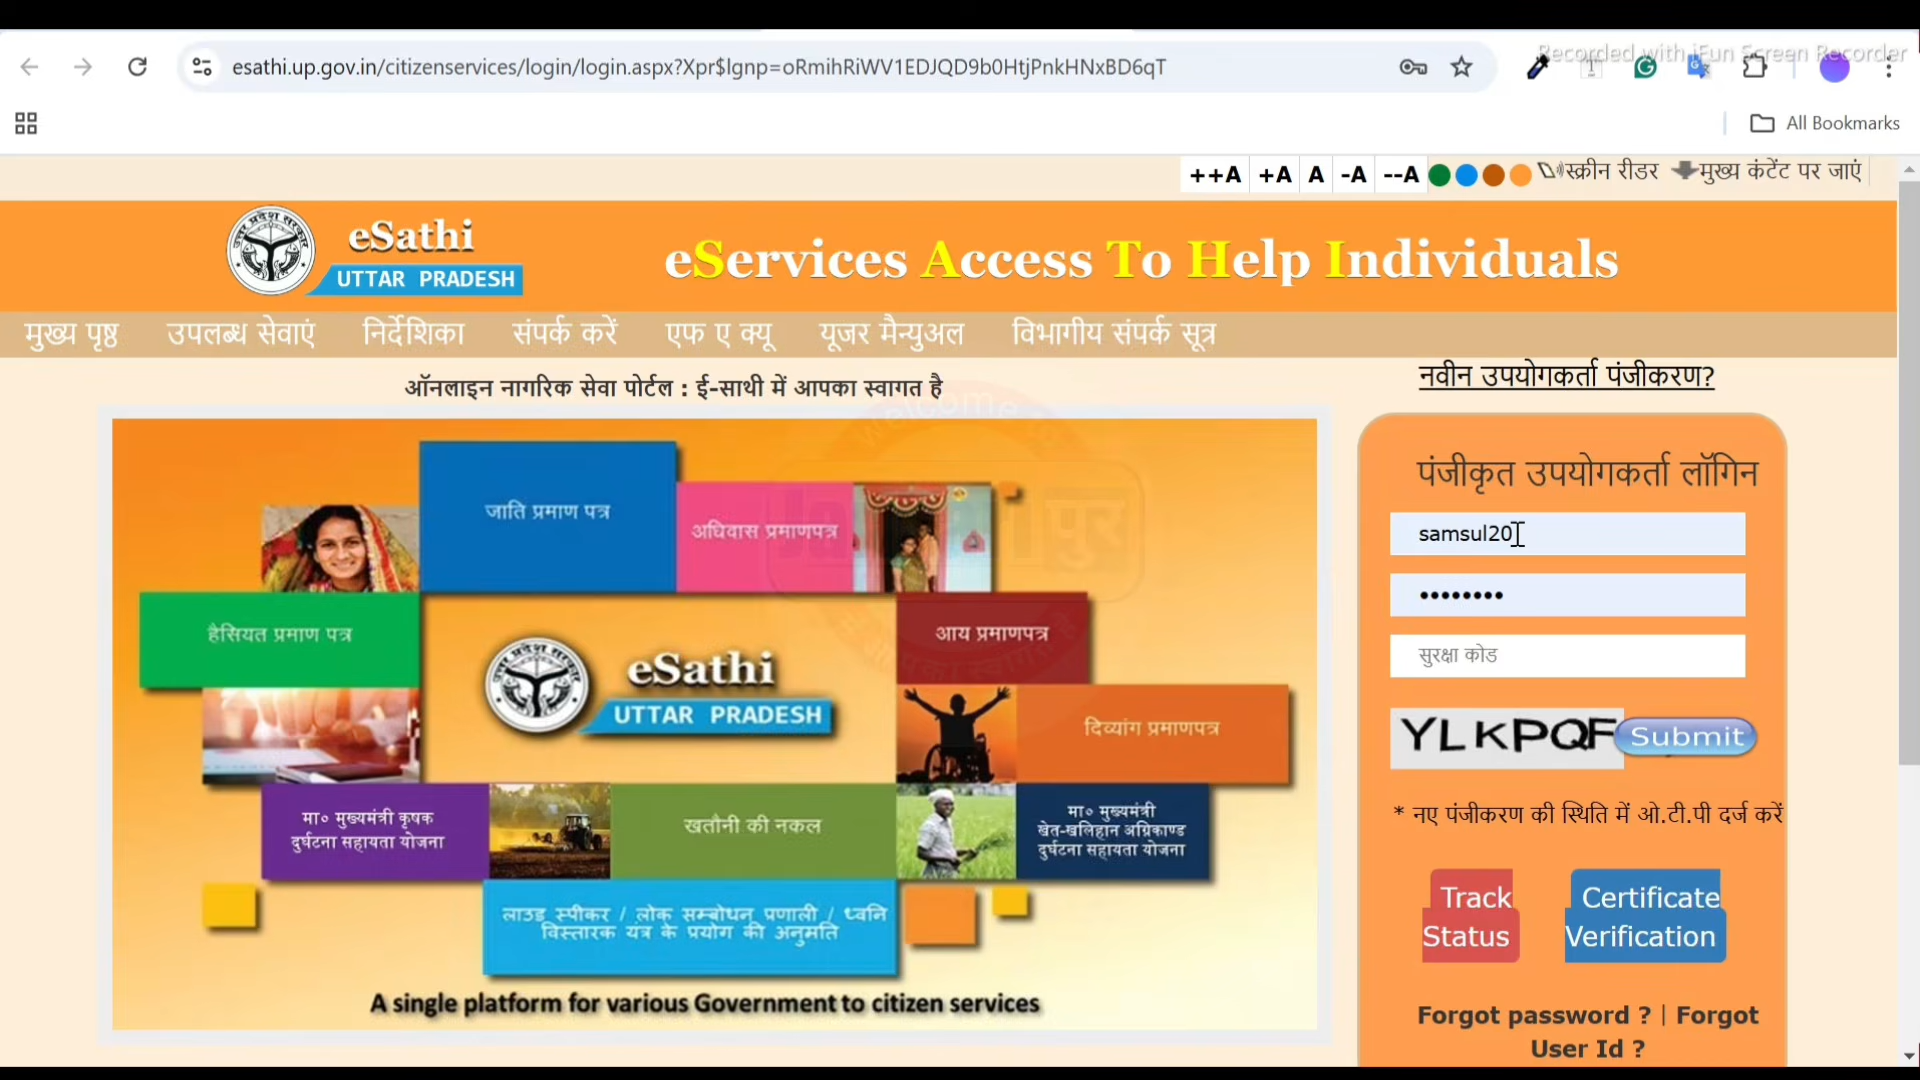 Recorded with iFun Screen Recorder
esathi.up.gov.in/citizenservices/login/login.aspx?Xpr$lgnp=oRmihRiWV1EDJQD9b0HtjPnkHNxBD6qT
All Bookmarks
++A +A A -A --A स्क्रीन रीडर मुख्य कंटेंट पर जाएं
eSathi
UTTAR PRADESH
eServices Access To Help Individuals
मुख्य पृष्ठ उपलब्ध सेवाएं निर्देशिका संपर्क करें एफ ए क्यू यूजर मैन्युअल विभागीय संपर्क सूत्र
ऑनलाइन नागरिक सेवा पोर्टल : ई-साथी में आपका स्वागत है
नवीन उपयोगकर्ता पंजीकरण?
जाति प्रमाण पत्र
अधिवास प्रमाणपत्र
हैसियत प्रमाण पत्र
आय प्रमाणपत्र
eSathi
UTTAR PRADESH
दिव्यांग प्रमाणपत्र
मा० मुख्यमंत्री कृषक
दुर्घटना सहायता योजना
खतौनी की नकल
मा० मुख्यमंत्री
खेत-खलिहान अग्निकाण्ड
दुर्घटना सहायता योजना
लाउड स्पीकर / लोक सम्बोधन प्रणाली / ध्वनि
विस्तारक यंत्र के प्रयोग की अनुमति
A single platform for various Government to citizen services
पंजीकृत उपयोगकर्ता लॉगिन
samsul20
••••••••
सुरक्षा कोड
YLKPQF Submit
* नए पंजीकरण की स्थिति में ओ.टी.पी दर्ज करें
Track
Status
Certificate
Verification
Forgot password ? | Forgot
User Id ?